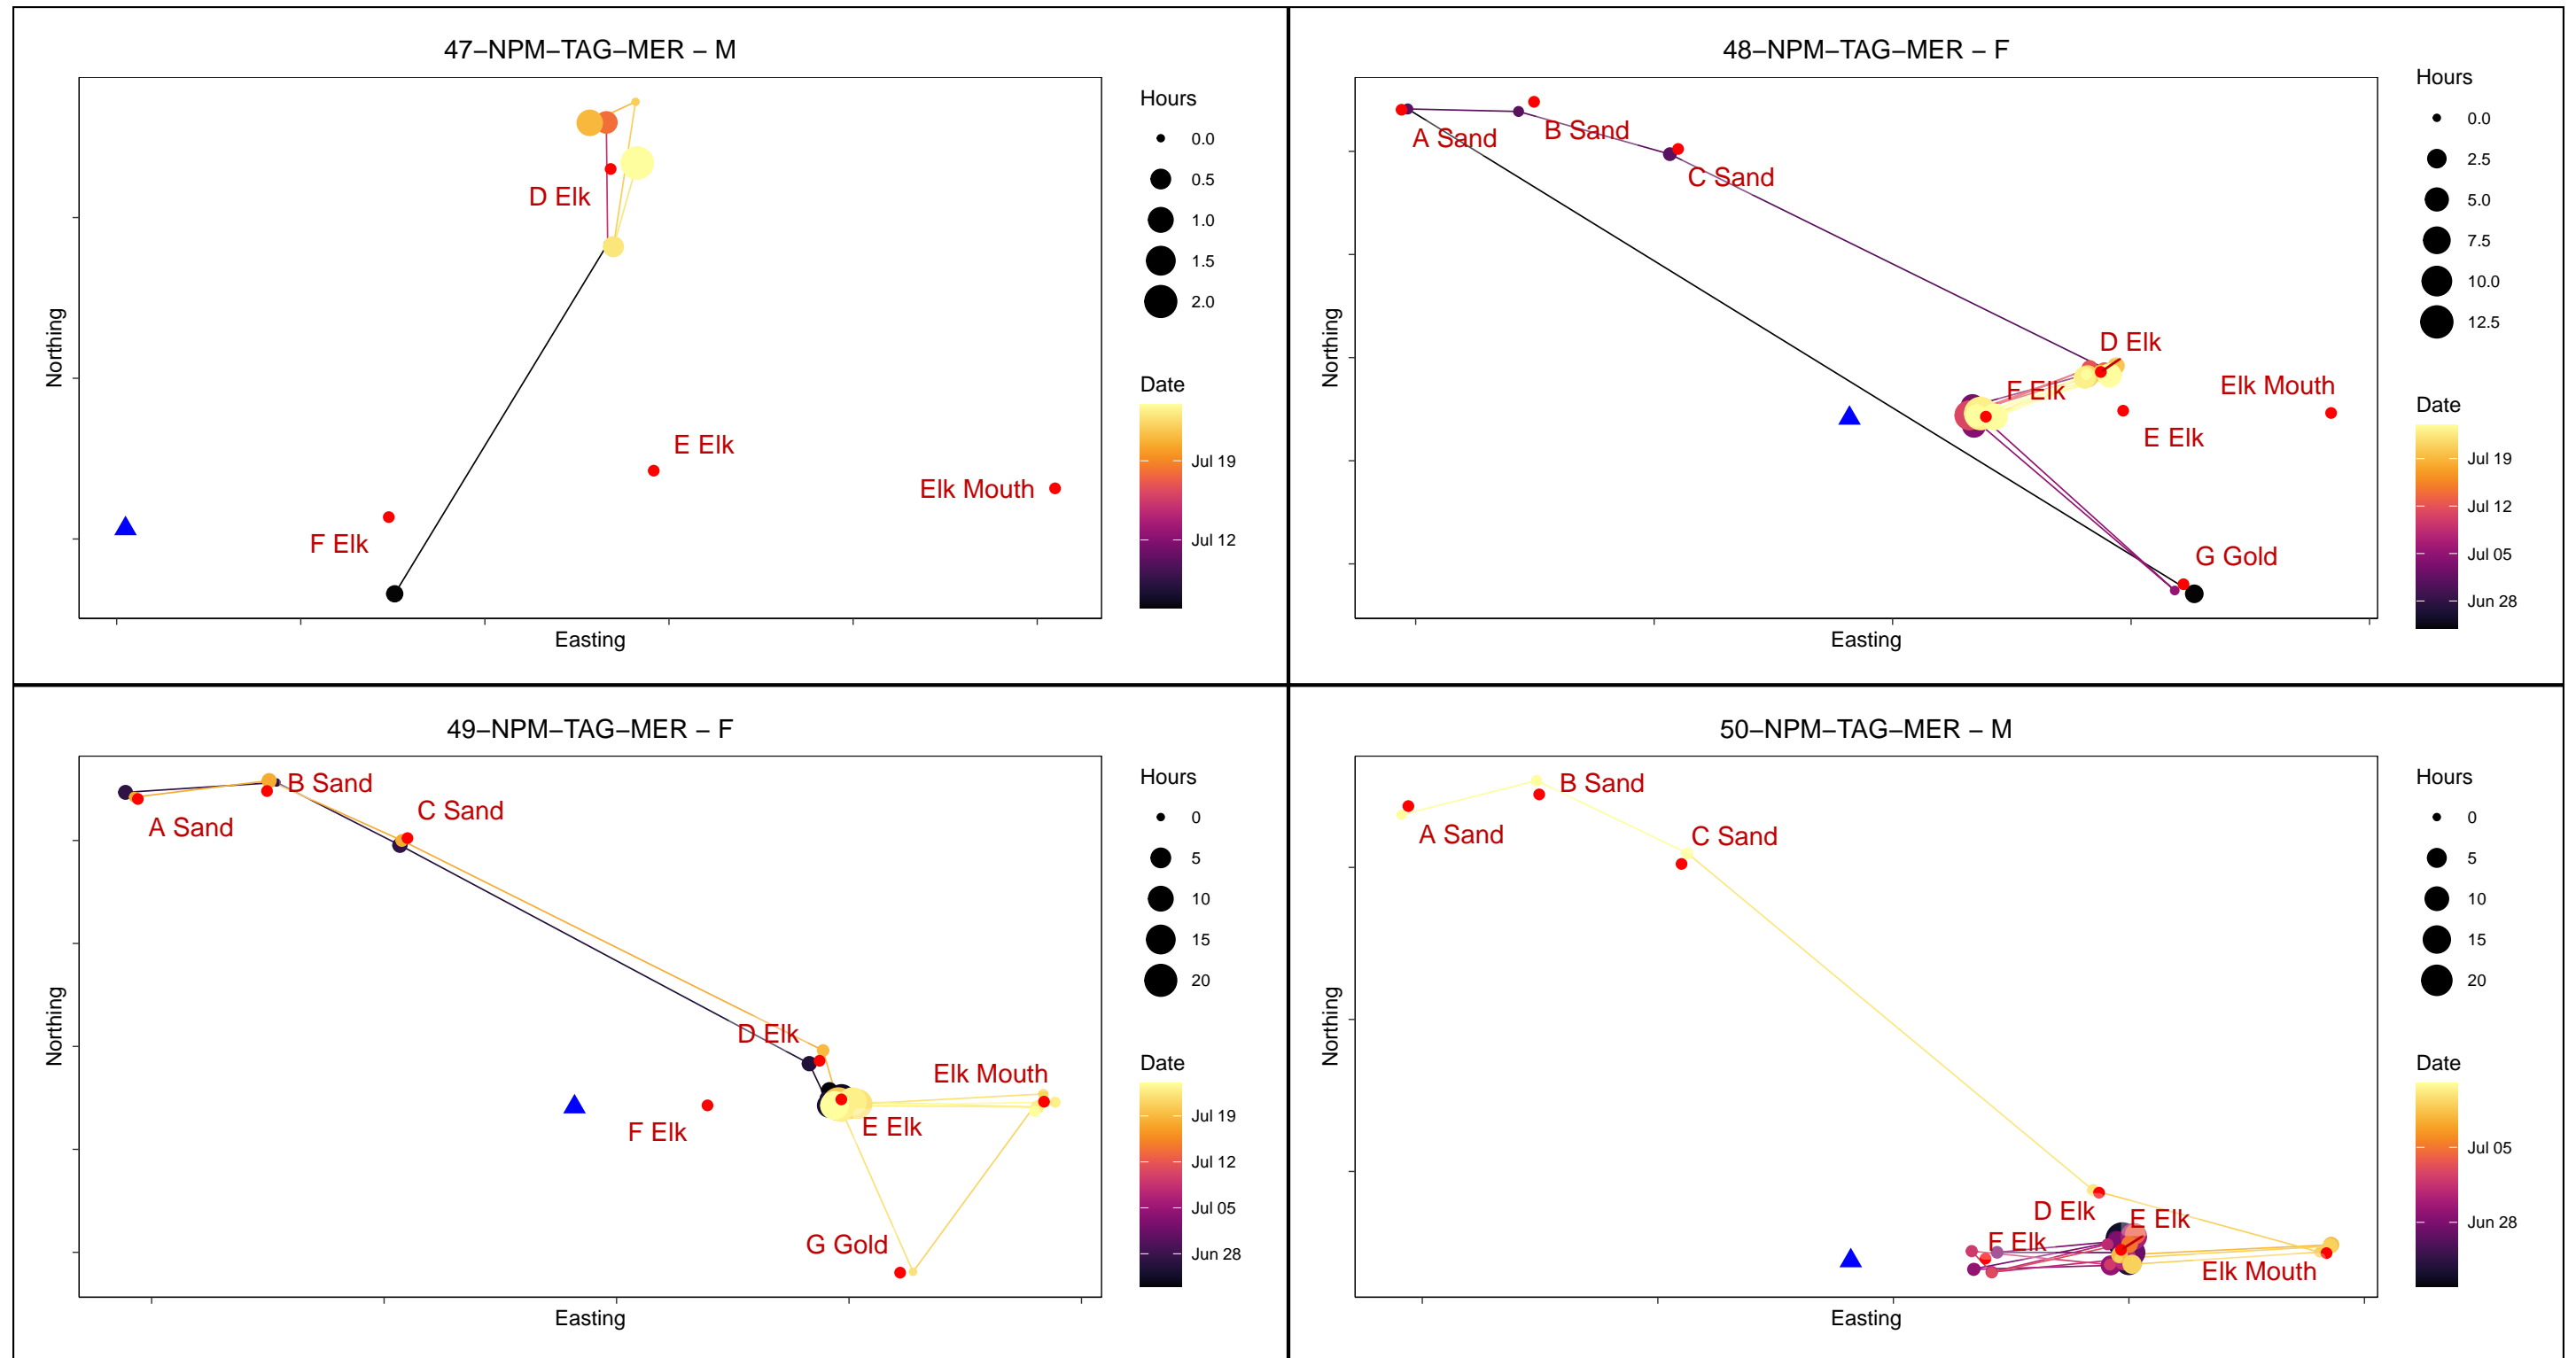 47–NPM–TAG–MER – M
Northing
D Elk
E Elk
Elk Mouth
F Elk
Easting
Hours
0.0
0.5
1.0
1.5
2.0
Date
Jul 19
Jul 12
48–NPM–TAG–MER – F
Northing
A Sand
B Sand
C Sand
D Elk
F Elk
Elk Mouth
E Elk
G Gold
Easting
Hours
0.0
2.5
5.0
7.5
10.0
12.5
Date
Jul 19
Jul 12
Jul 05
Jun 28
49–NPM–TAG–MER – F
Northing
B Sand
A Sand
C Sand
D Elk
Elk Mouth
F Elk
E Elk
G Gold
Easting
Hours
0
5
10
15
20
Date
Jul 19
Jul 12
Jul 05
Jun 28
50–NPM–TAG–MER – M
Northing
B Sand
A Sand
C Sand
D Elk
E Elk
F Elk
Elk Mouth
Easting
Hours
0
5
10
15
20
Date
Jul 05
Jun 28